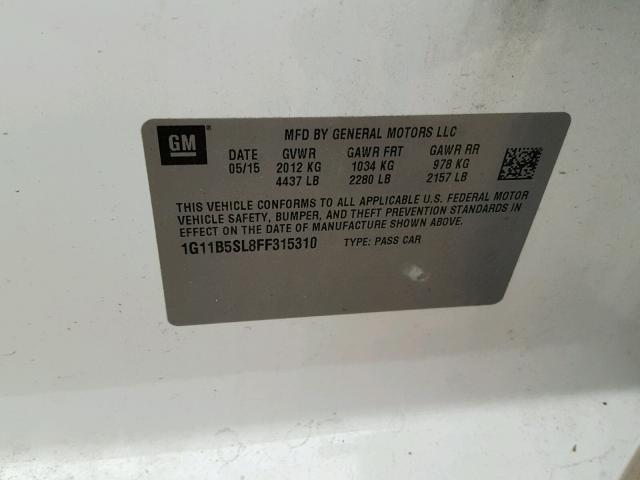 GM
MFD BY GENERAL MOTORS LLC
DATE GVWR GAWR FRT GAWR RR
05/15 2012 KG 1034 KG 978 KG
4437 LB 2280 LB 2157 LB
THIS VEHICLE CONFORMS TO ALL APPLICABLE U.S. FEDERAL MOTOR
VEHICLE SAFETY, BUMPER, AND THEFT PREVENTION STANDARDS IN
EFFECT ON THE DATE OF MANUFACTURE SHOWN ABOVE.
1G11B5SL8FF315310 TYPE: PASS CAR